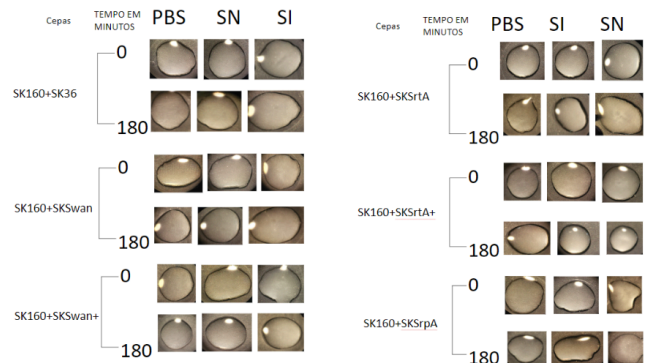 Cepas TEMPO EM MINUTOS PBS SN SI
0
SK160+SK36
180
0
SK160+SKSwan
180
0
SK160+SKSwan+
180
Cepas TEMPO EM MINUTOS PBS SI SN
0
SK160+SKSrtA
180
0
SK160+SKSrtA+
180
0
SK160+SKSrpA
180